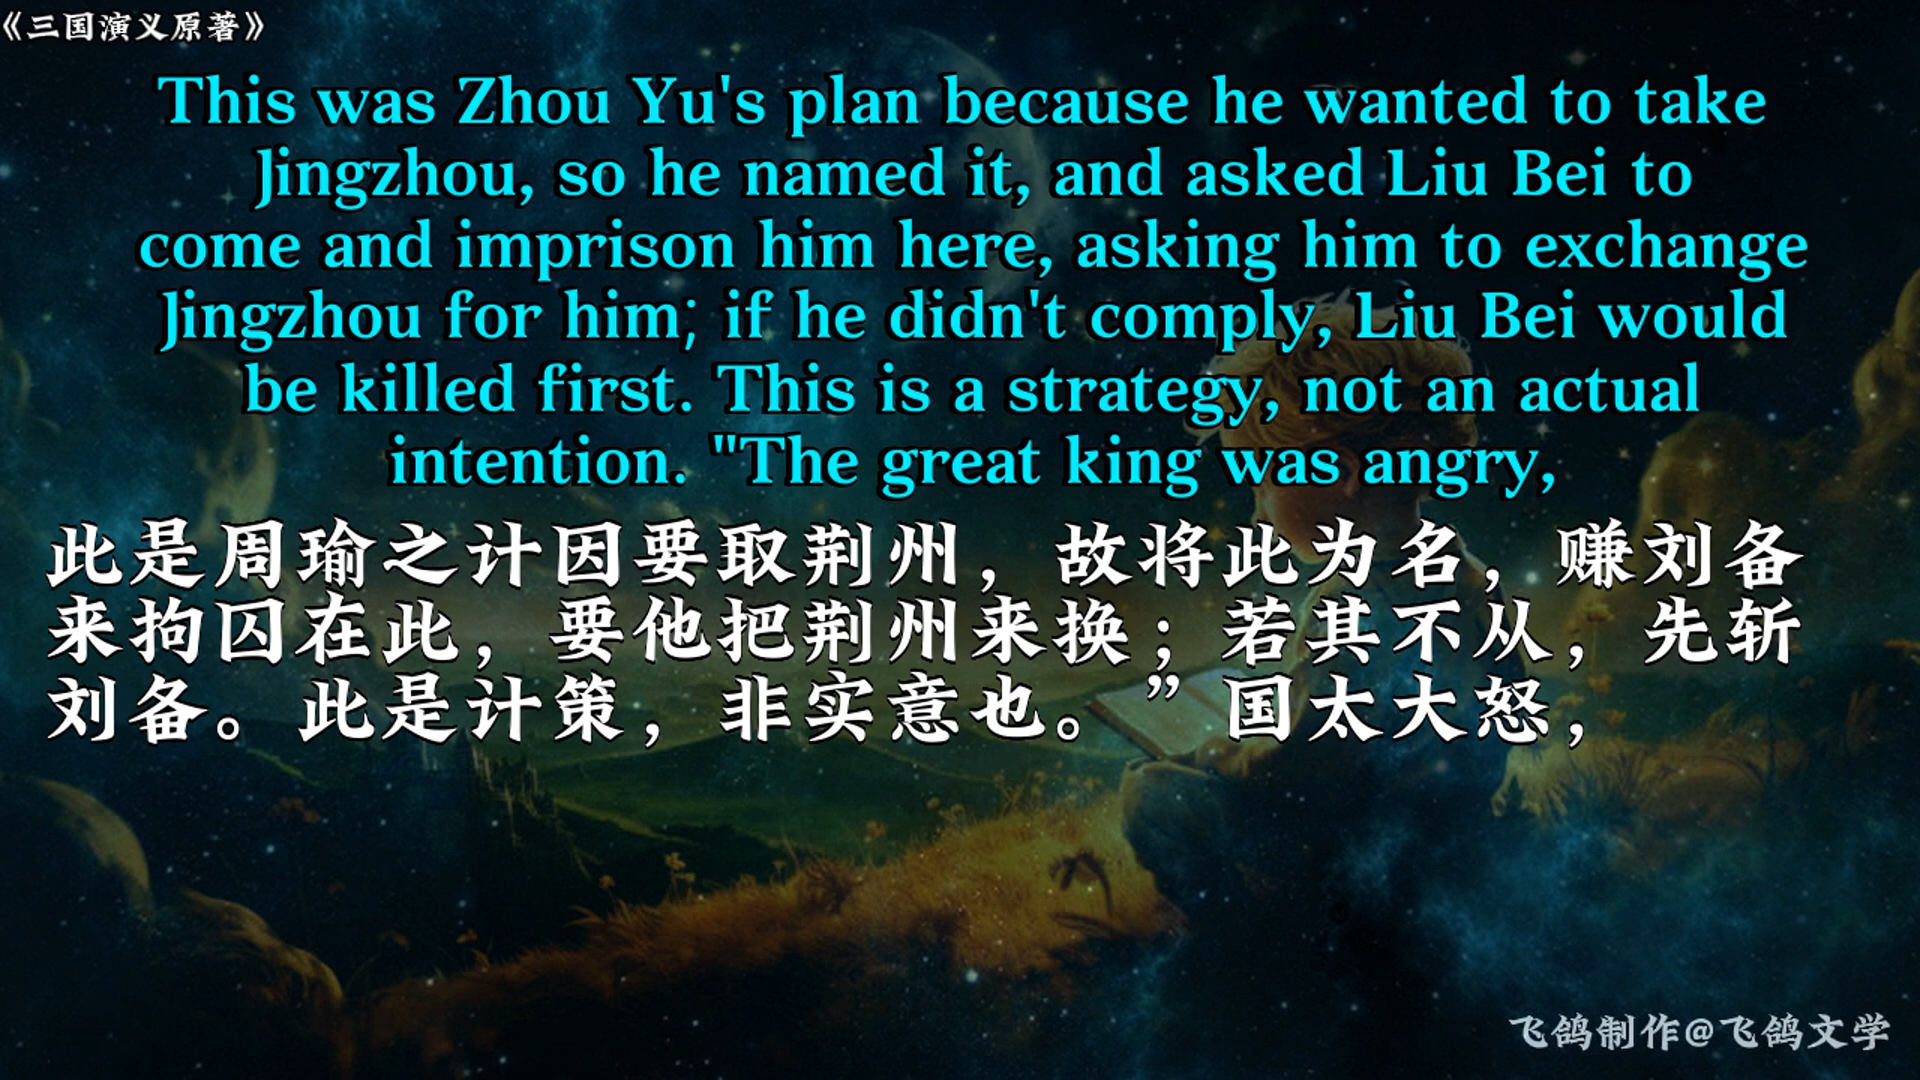 《三国演义原著》
This was Zhou Yu's plan because he wanted to take
Jingzhou, so he named it, and asked Liu Bei to
come and imprison him here, asking him to exchange
Jingzhou for him; if he didn't comply, Liu Bei would
be killed first. This is a strategy, not an actual
intention. "The great king was angry,
此是周瑜之计因要取荆州，故将此为名，赚刘备
来拘囚在此，要他把荆州来换；若其不从，先斩
刘备。此是计策，非实意也。”国太大怒，
飞鸽制作@飞鸽文学